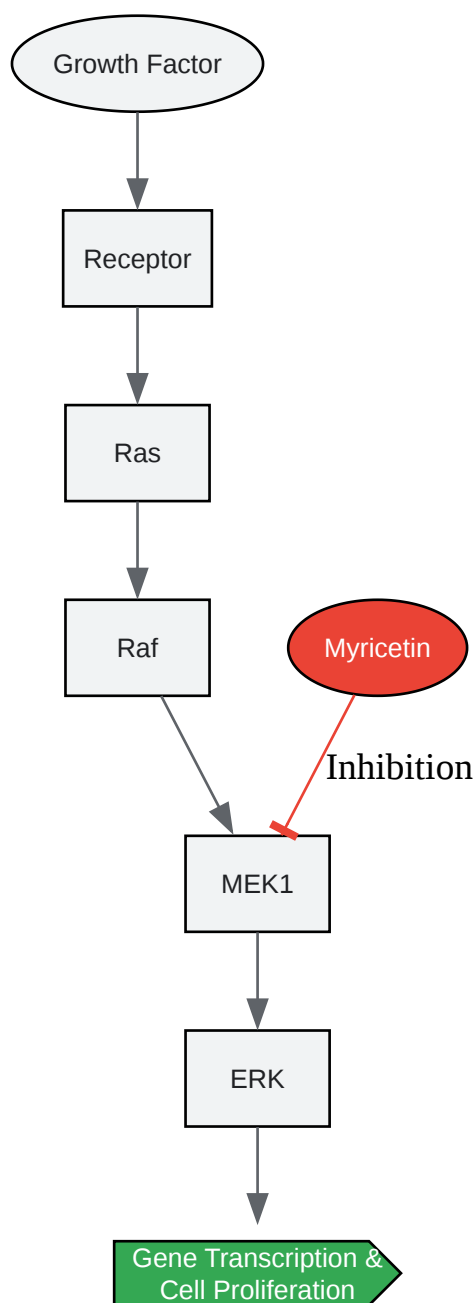 Growth Factor
Receptor
Ras
Raf
Myricetin
Inhibition
MEK1
ERK
Gene Transcription &
Cell Proliferation